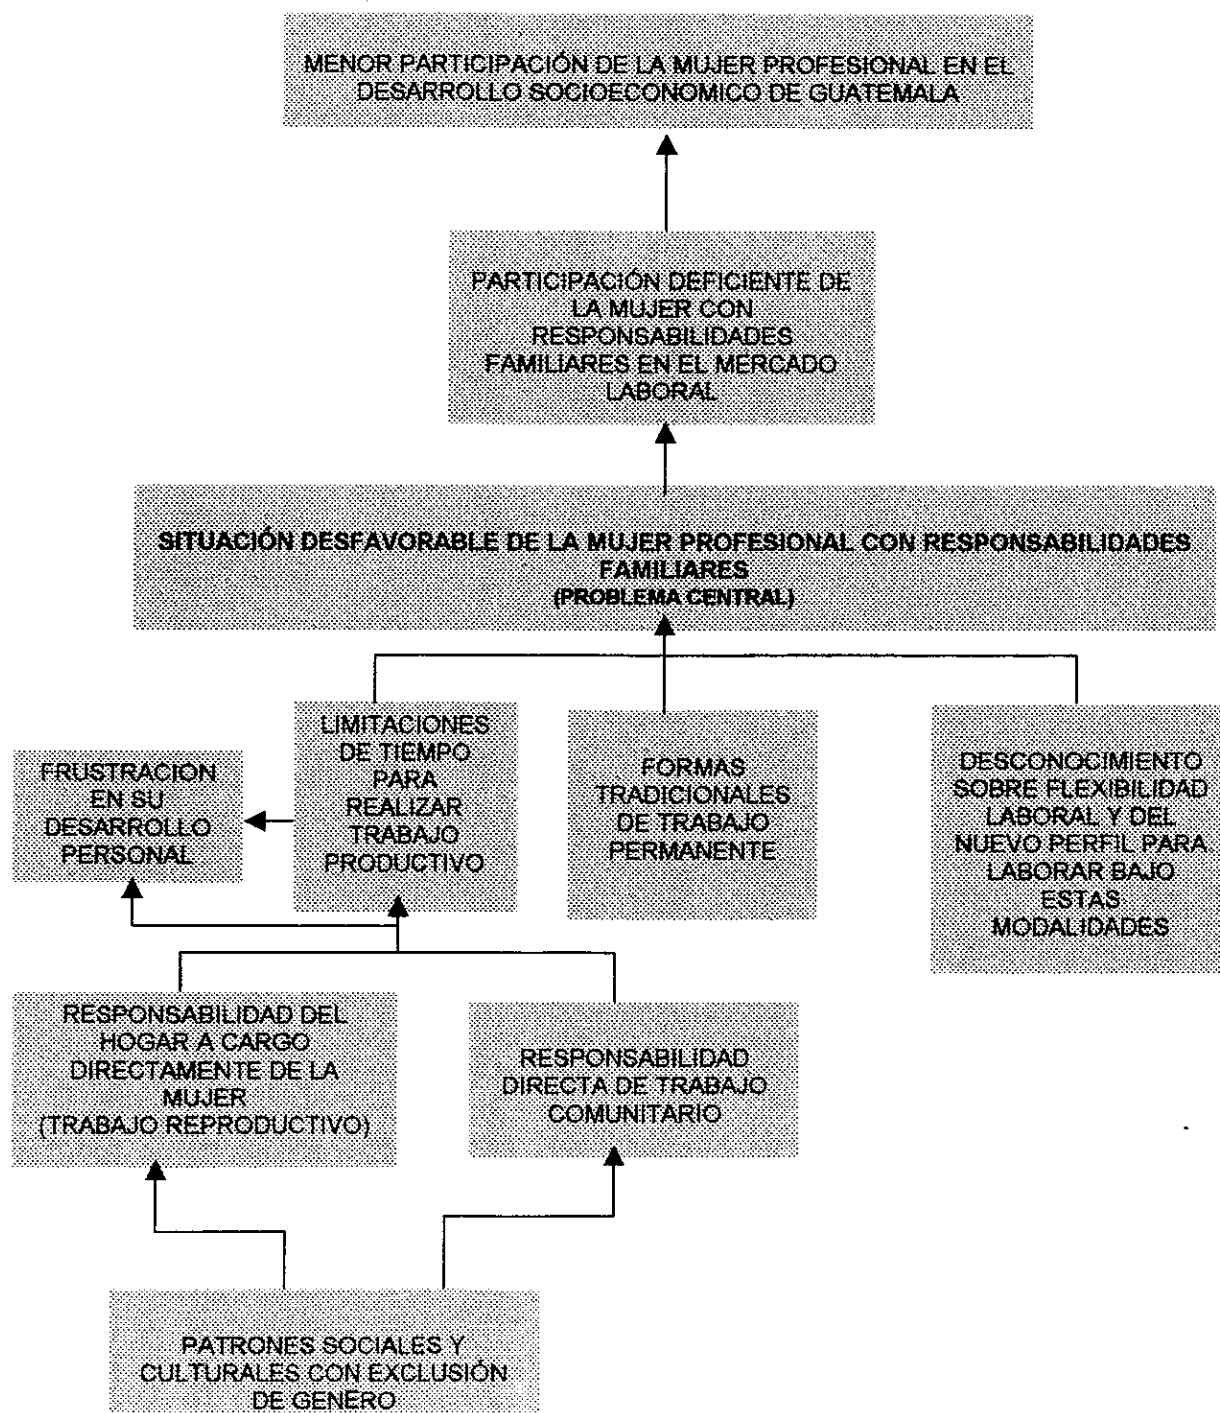 MENOR PARTICIPACIÓN DE LA MUJER PROFESIONAL EN EL
DESARROLLO SOCIOECONOMICO DE GUATEMALA
PARTICIPACIÓN DEFICIENTE DE
LA MUJER CON
RESPONSABILIDADES
FAMILIARES EN EL MERCADO
LABORAL
SITUACIÓN DESFAVORABLE DE LA MUJER PROFESIONAL CON RESPONSABILIDADES
FAMILIARES
(PROBLEMA CENTRAL)
FRUSTRACIÓN
EN SU
DESARROLLO
PERSONAL
LIMITACIONES
DE TIEMPO
PARA
REALIZAR
TRABAJO
PRODUCTIVO
FORMAS
TRADICIONALES
DE TRABAJO
PERMANENTE
DESCONOCIMIENTO
SOBRE FLEXIBILIDAD
LABORAL Y DEL
NUEVO PERFIL PARA
LABORAR BAJO
ESTAS
MODALIDADES
RESPONSABILIDAD DEL
HOGAR A CARGO
DIRECTAMENTE DE LA
MUJER
(TRABAJO REPRODUCTIVO)
RESPONSABILIDAD
DIRECTA DE TRABAJO
COMUNITARIO
PATRONES SOCIALES Y
CULTURALES CON EXCLUSIÓN
DE GENERO